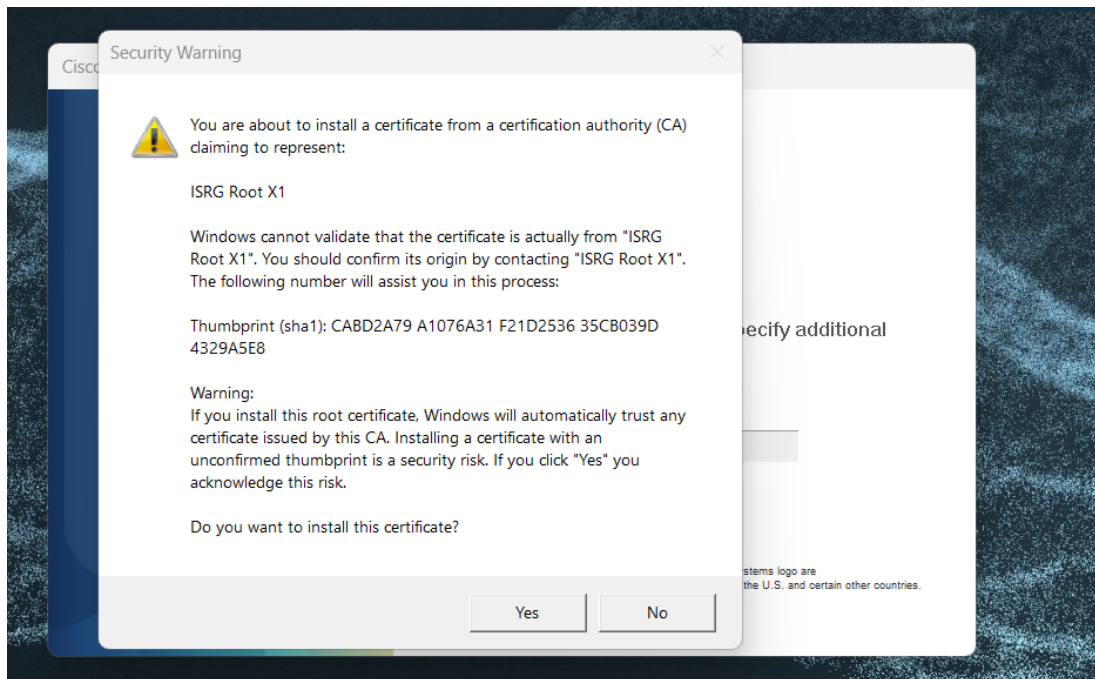 Security Warning
Cisco
You are about to install a certificate from a certification authority (CA)
claiming to represent:
ISRG Root X1
Windows cannot validate that the certificate is actually from "ISRG
Root X1". You should confirm its origin by contacting "ISRG Root X1".
The following number will assist you in this process:
Thumbprint (sha1): CABD2A79 A1076A31 F21D2536 35CB039D
4329A5E8
Warning:
If you install this root certificate, Windows will automatically trust any
certificate issued by this CA. Installing a certificate with an
unconfirmed thumbprint is a security risk. If you click "Yes" you
acknowledge this risk.
Do you want to install this certificate?
Yes
No
ecify additional
stems logo are
the U.S. and certain other countries.